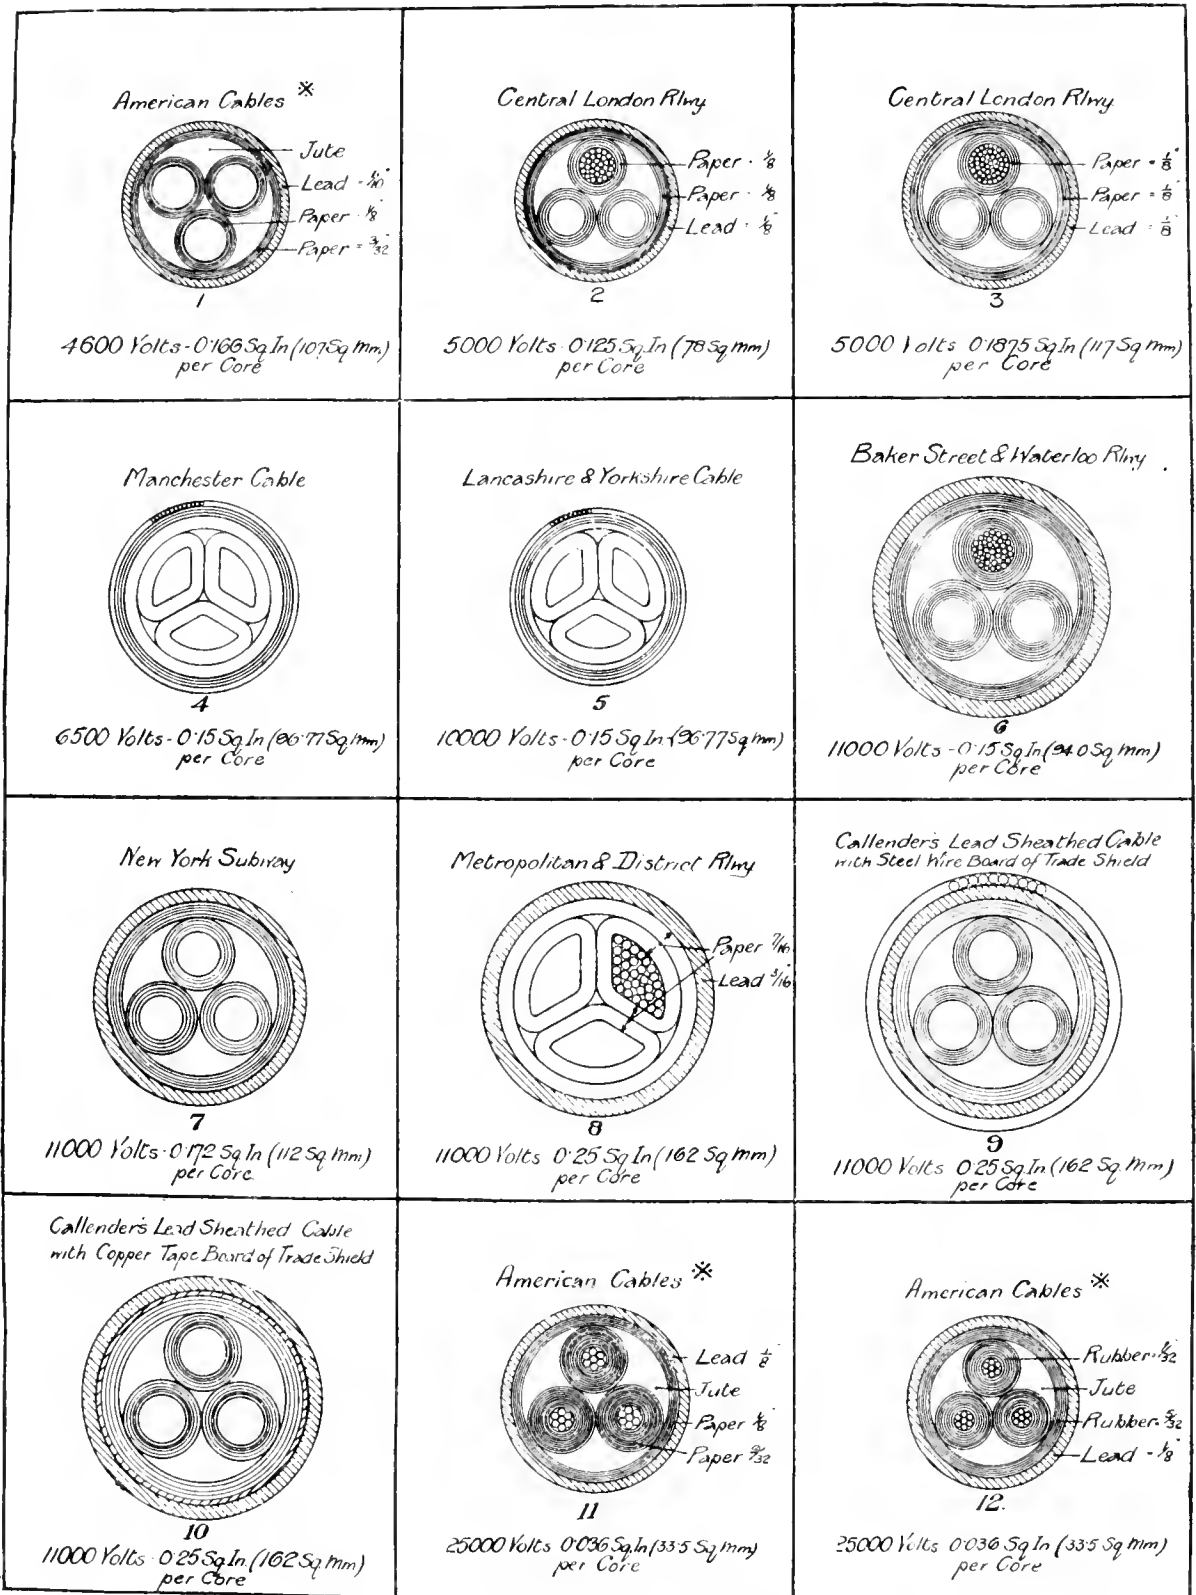 American Cables ※
Jute
Lead = 1/10"
Paper 1/8"
Paper = 3/32"
1
4600 Volts - 0·166 Sq In (107 Sq mm)
per Core
Central London Rlwy
Paper · 1/8"
Paper · 1/8"
Lead = 1/8"
2
5000 Volts · 0·125 Sq. In (78 Sq mm)
per Core
Central London Rlwy
Paper = 1/8"
Paper = 1/8"
Lead = 1/8"
3
5000 Volts 0·1875 Sq In (117 Sq mm)
per Core
Manchester Cable
4
6500 Volts - 0·15 Sq In (96·77 Sq mm)
per Core
Lancashire & Yorkshire Cable
5
10000 Volts - 0·15 Sq In (96·77 Sq mm)
per Core
Baker Street & Waterloo Rlwy
6
11000 Volts - 0·15 Sq In (94·0 Sq mm)
per Core
New York Subway
7
11000 Volts · 0·172 Sq In (112 Sq mm)
per Core
Metropolitan & District Rlwy
Paper 7/16"
Lead 3/16"
8
11000 Volts 0·25 Sq In (162 Sq mm)
per Core
Callender's Lead Sheathed Cable
with Steel Wire Board of Trade Shield
9
11000 Volts 0·25 Sq. In (162 Sq. mm)
per Core
Callender's Lead Sheathed Cable
with Copper Tape Board of Trade Shield
10
11000 Volts · 0·25 Sq In. (162 Sq mm)
per Core
American Cables ※
Lead 1/8"
Jute
Paper 1/8"
Paper 9/32
11
25000 Volts 0·036 Sq. In (33·5 Sq mm)
per Core
American Cables ※
Rubber = /32
Jute
Rubber = 5/32
Lead = 1/8"
12.
25000 Volts 0·036 Sq In (33·5 Sq mm)
per Core